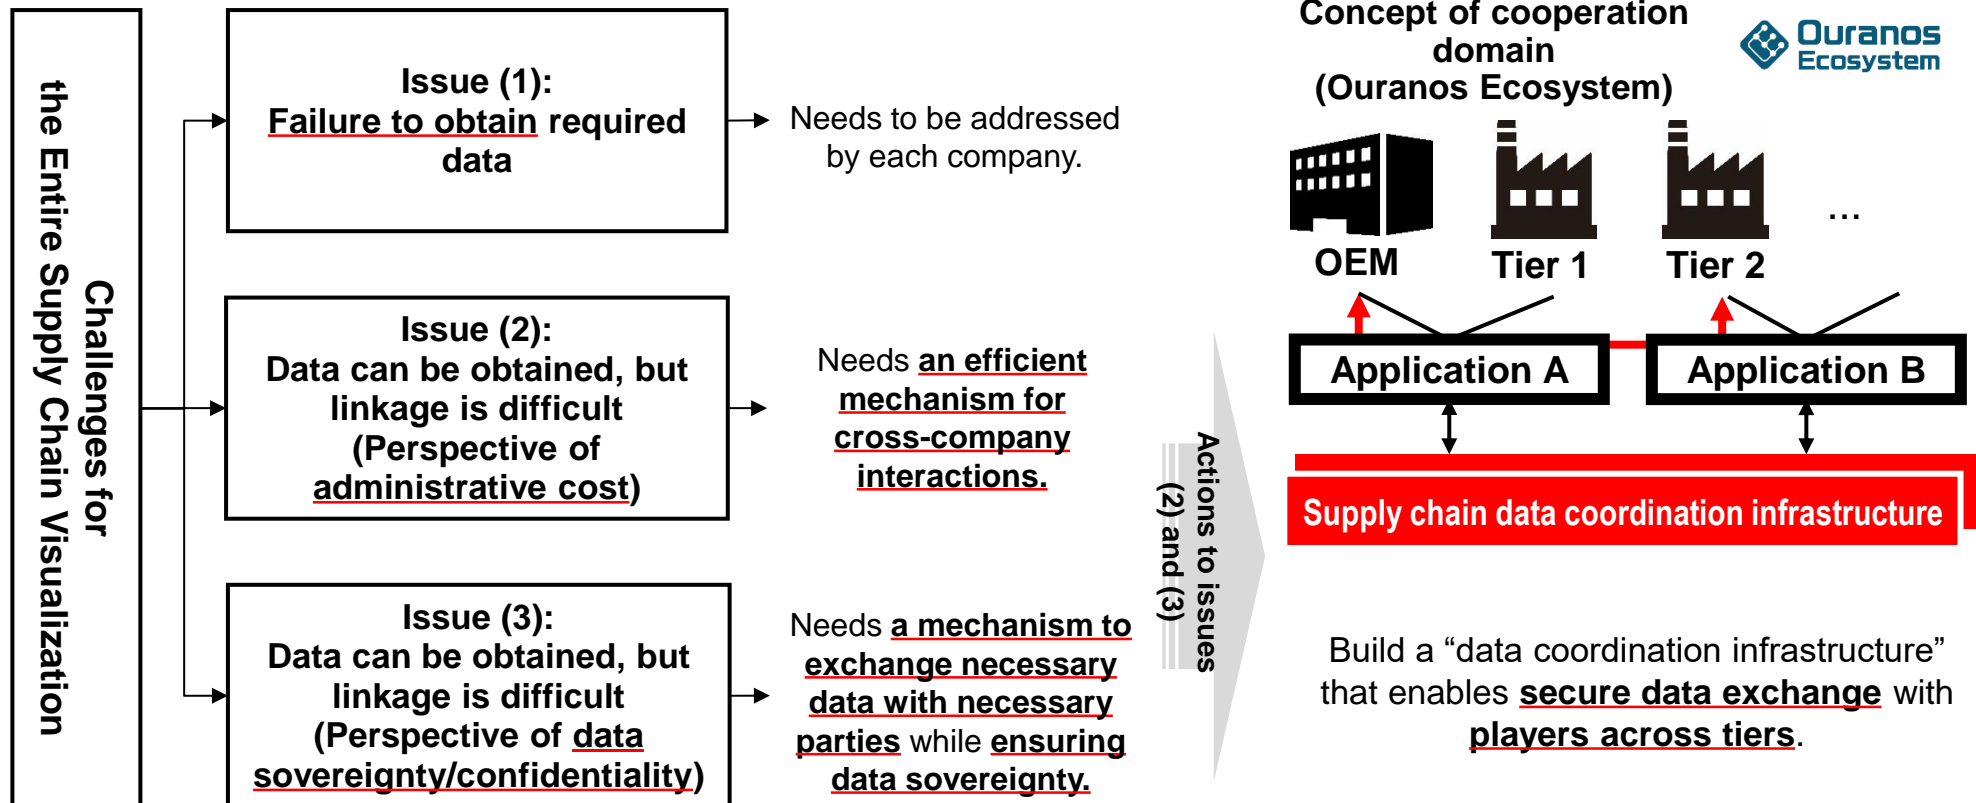 Challenges for
the Entire Supply Chain Visualization
Issue (1):
Failure to obtain required
data
Needs to be addressed
by each company.
Issue (2):
Data can be obtained, but
linkage is difficult
(Perspective of
administrative cost)
Needs an efficient
mechanism for
cross-company
interactions.
Issue (3):
Data can be obtained, but
linkage is difficult
(Perspective of data
sovereignty/confidentiality)
Needs a mechanism to
exchange necessary
data with necessary
parties while ensuring
data sovereignty.
Actions to issues
(2) and (3)
Concept of cooperation
domain
(Ouranos Ecosystem)
Ouranos
Ecosystem
OEM
Tier 1
Tier 2
...
Application A
Application B
Supply chain data coordination infrastructure
Build a “data coordination infrastructure”
that enables secure data exchange with
players across tiers.